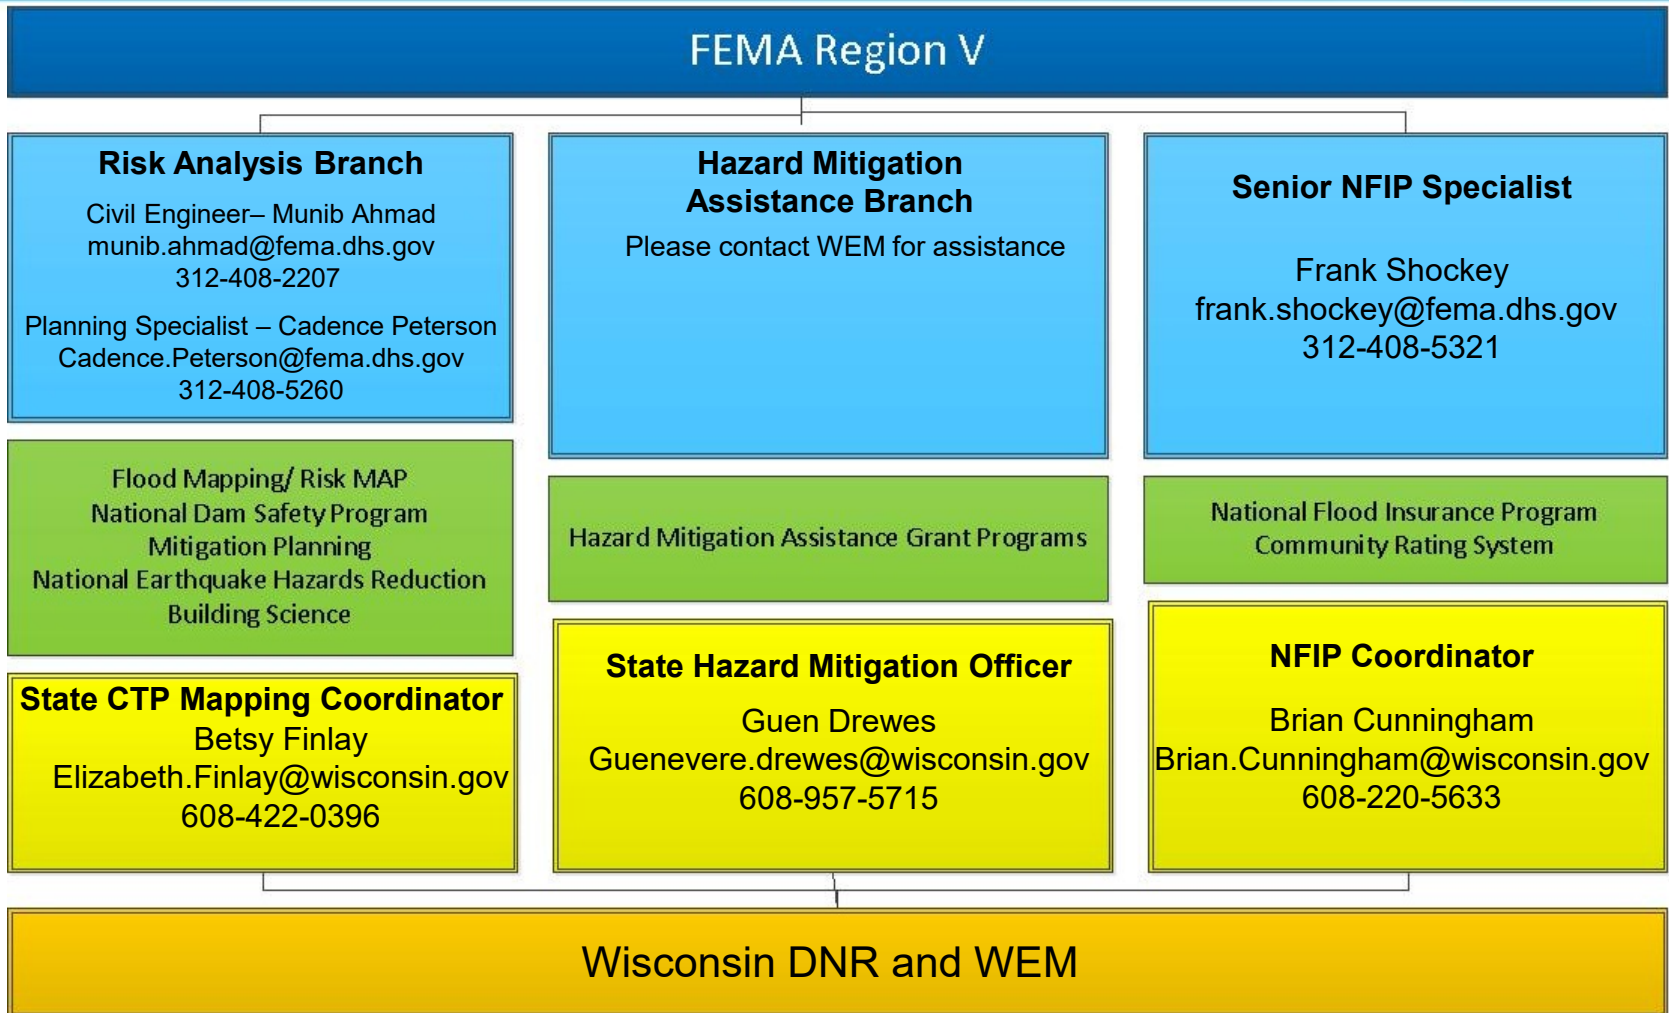 FEMA Region V
Risk Analysis Branch
Civil Engineer– Munib Ahmad
munib.ahmad@fema.dhs.gov
312-408-2207
Planning Specialist – Cadence Peterson
Cadence.Peterson@fema.dhs.gov
312-408-5260
Hazard Mitigation
Assistance Branch
Please contact WEM for assistance
Senior NFIP Specialist
Frank Shockey
frank.shockey@fema.dhs.gov
312-408-5321
Flood Mapping/ Risk MAP
National Dam Safety Program
Mitigation Planning
National Earthquake Hazards Reduction
Building Science
Hazard Mitigation Assistance Grant Programs
National Flood Insurance Program
Community Rating System
State CTP Mapping Coordinator
Betsy Finlay
Elizabeth.Finlay@wisconsin.gov
608-422-0396
State Hazard Mitigation Officer
Guen Drewes
Guenevere.drewes@wisconsin.gov
608-957-5715
NFIP Coordinator
Brian Cunningham
Brian.Cunningham@wisconsin.gov
608-220-5633
Wisconsin DNR and WEM